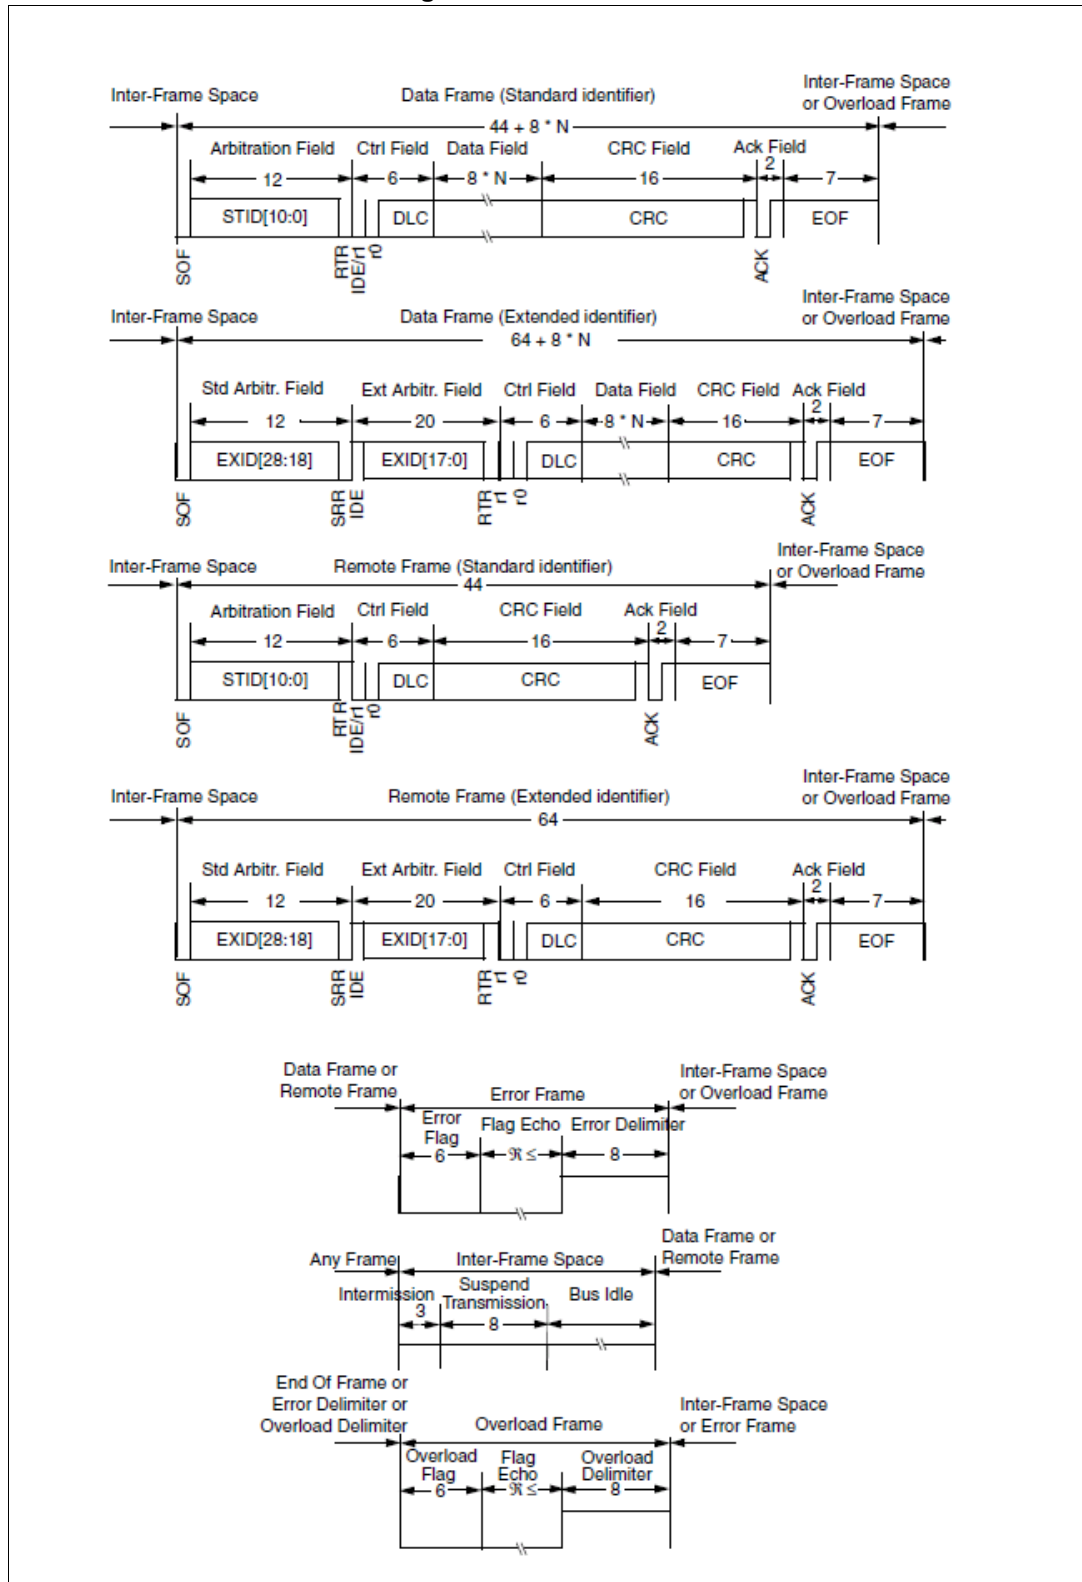 Inter-Frame Space Data Frame (Standard identifier) Inter-Frame Space
or Overload Frame
44 + 8 * N
Arbitration Field Ctrl Field Data Field CRC Field Ack Field
12 6 8 * N 16 2 7
STID[10:0] DLC CRC EOF
SOF RTR IDE/r1 r0 ACK
Inter-Frame Space Data Frame (Extended identifier) Inter-Frame Space
or Overload Frame
64 + 8 * N
Std Arbitr. Field Ext Arbitr. Field Ctrl Field Data Field CRC Field Ack Field
12 20 6 8 * N 16 2 7
EXID[28:18] EXID[17:0] DLC CRC EOF
SOF SRR IDE RTR r1 r0 ACK
Inter-Frame Space Remote Frame (Standard identifier) Inter-Frame Space
or Overload Frame
44
Arbitration Field Ctrl Field CRC Field Ack Field
12 6 16 2 7
STID[10:0] DLC CRC EOF
SOF RTR IDE/r1 r0 ACK
Inter-Frame Space Remote Frame (Extended identifier) Inter-Frame Space
or Overload Frame
64
Std Arbitr. Field Ext Arbitr. Field Ctrl Field CRC Field Ack Field
12 20 6 16 2 7
EXID[28:18] EXID[17:0] DLC CRC EOF
SOF SRR IDE RTR r1 r0 ACK
Data Frame or
Remote Frame Error Frame Inter-Frame Space
or Overload Frame
Error
Flag Flag Echo Error Delimiter
6 ℜ ≤ 8
Any Frame Inter-Frame Space Data Frame or
Remote Frame
Intermission Suspend
Transmission Bus Idle
3 8
End Of Frame or
Error Delimiter or
Overload Delimiter Overload Frame Inter-Frame Space
or Error Frame
Overload
Flag Flag
Echo Overload
Delimiter
6 ℜ ≤ 8